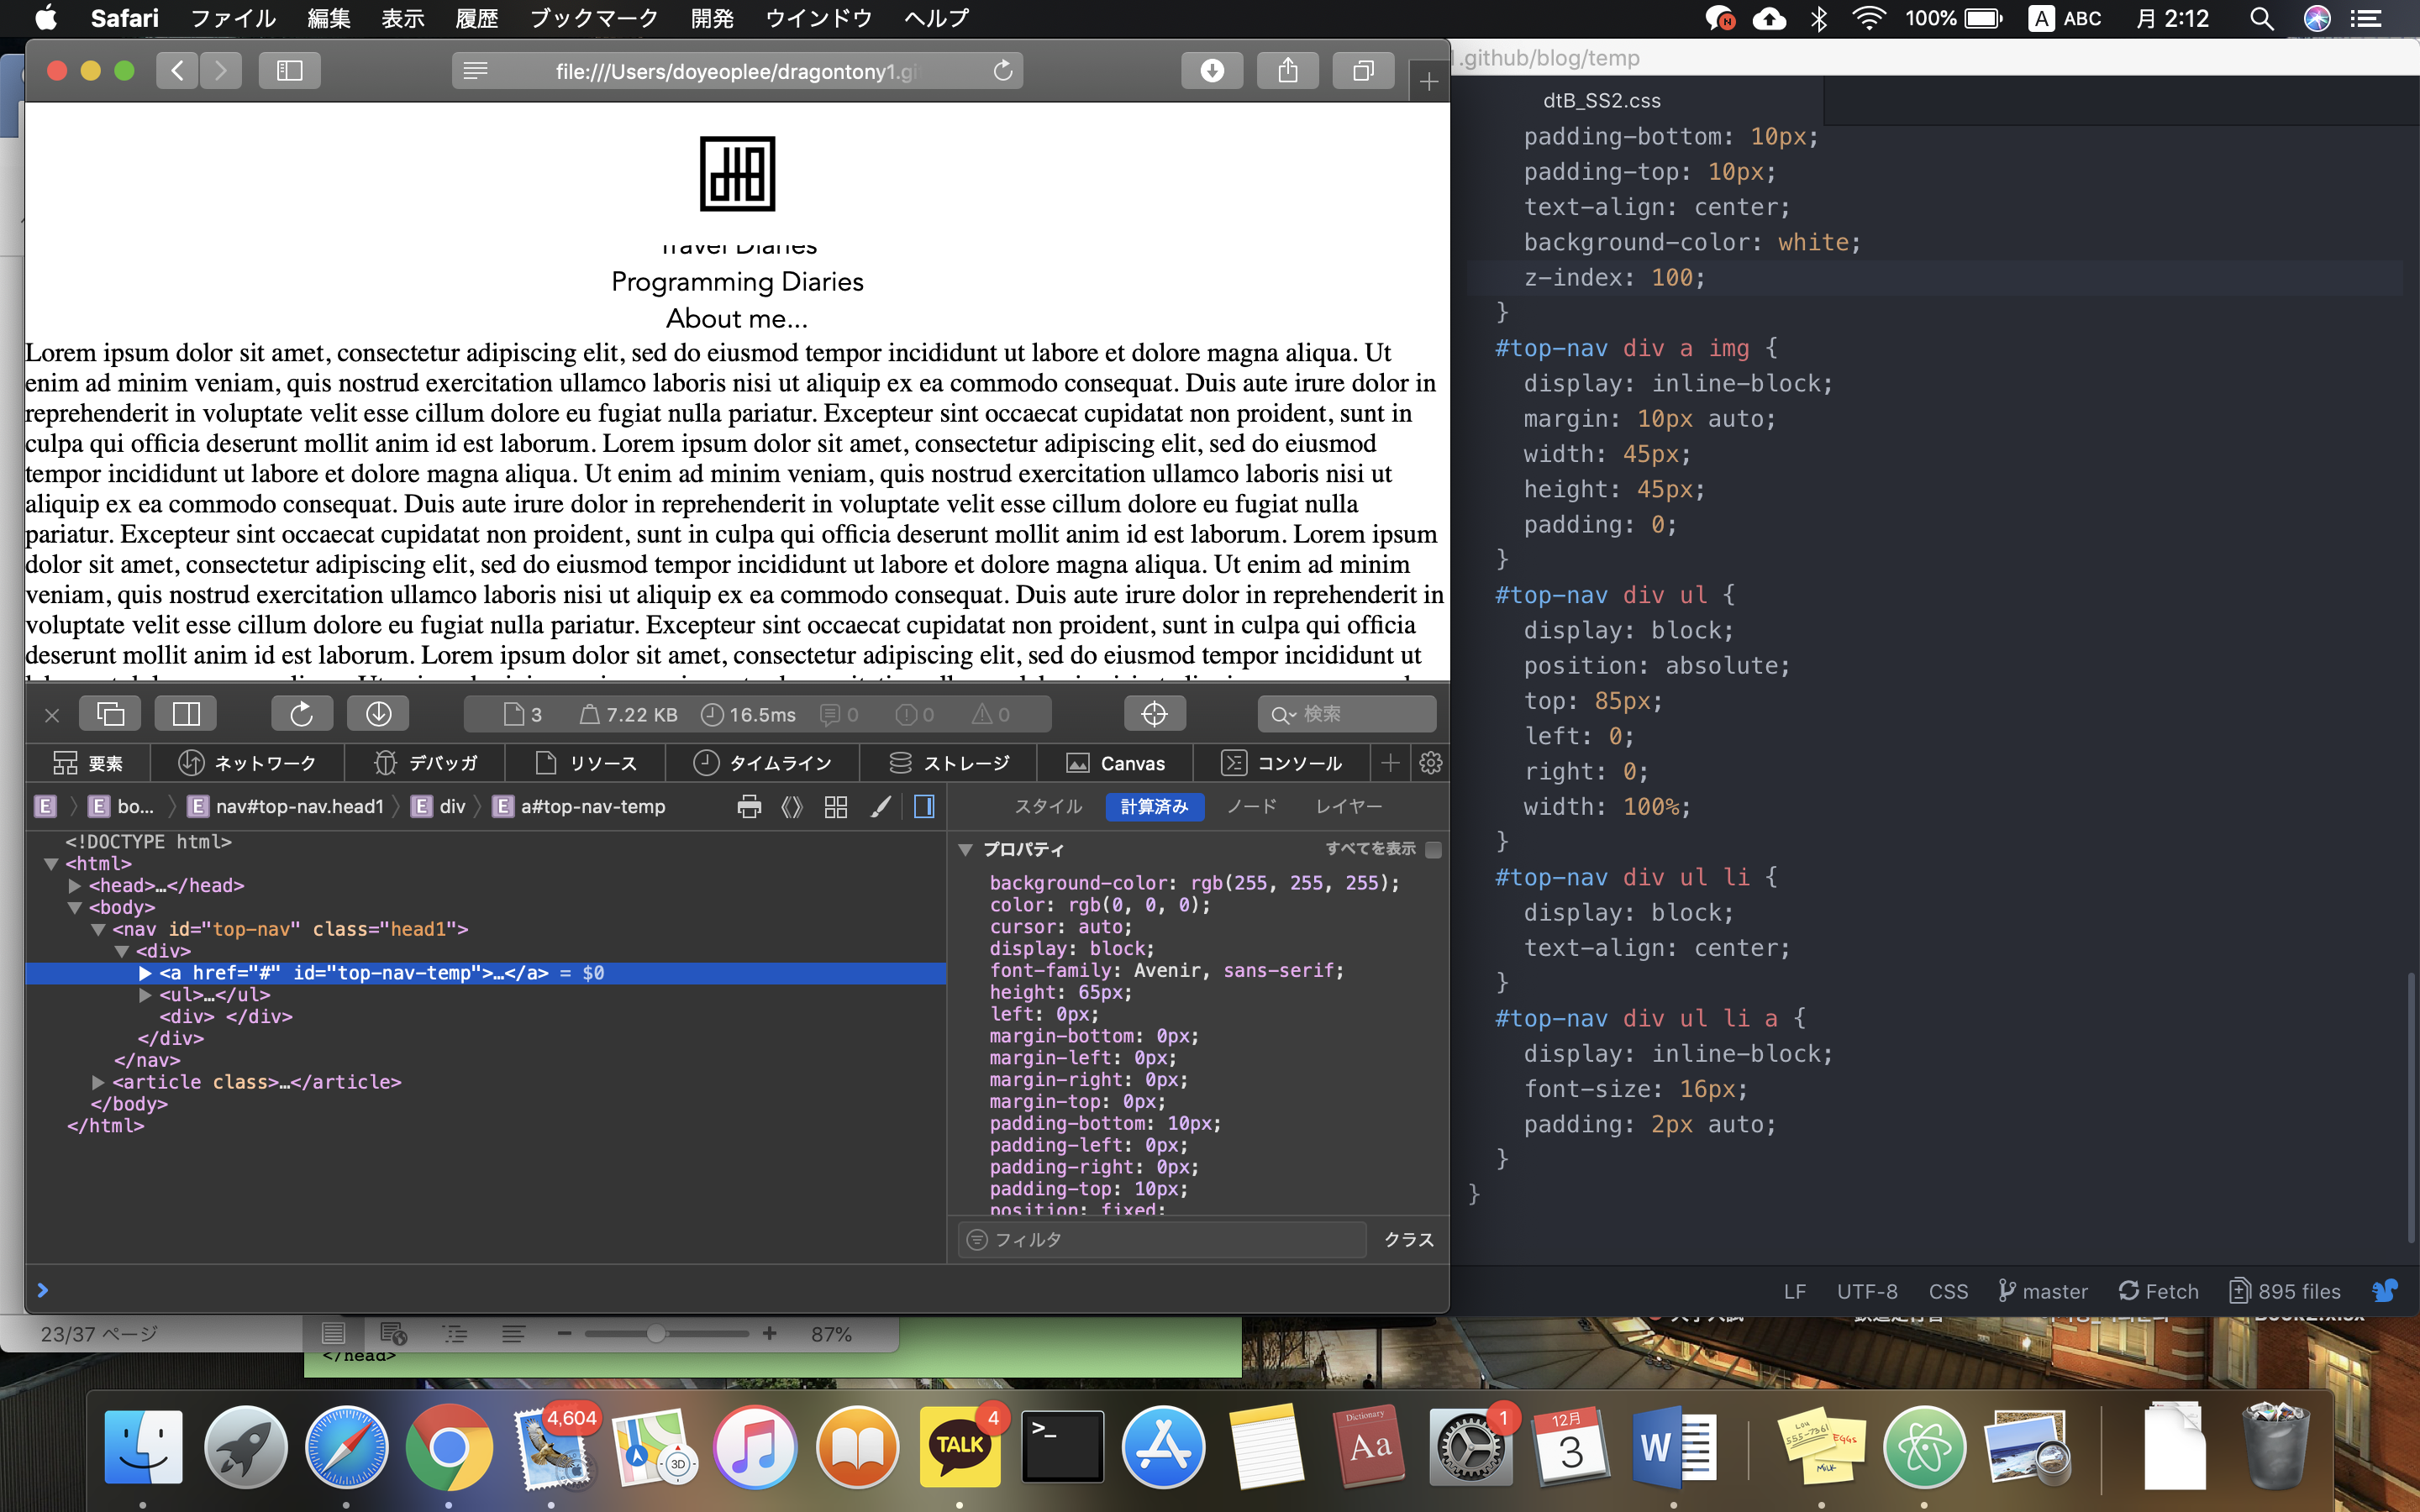 Safari ファイル 編集 表示 履歴 ブックマーク 開発 ウインドウ ヘルプ 100% A ABC 月 2:12
file:///Users/doyeoplee/dragontony1.gi
.github/blog/temp
dtB_SS2.css
Travel Diaries
Programming Diaries
About me...
Lorem ipsum dolor sit amet, consectetur adipiscing elit, sed do eiusmod tempor incididunt ut labore et dolore magna aliqua. Ut
enim ad minim veniam, quis nostrud exercitation ullamco laboris nisi ut aliquip ex ea commodo consequat. Duis aute irure dolor in
reprehenderit in voluptate velit esse cillum dolore eu fugiat nulla pariatur. Excepteur sint occaecat cupidatat non proident, sunt in
culpa qui officia deserunt mollit anim id est laborum. Lorem ipsum dolor sit amet, consectetur adipiscing elit, sed do eiusmod
tempor incididunt ut labore et dolore magna aliqua. Ut enim ad minim veniam, quis nostrud exercitation ullamco laboris nisi ut
aliquip ex ea commodo consequat. Duis aute irure dolor in reprehenderit in voluptate velit esse cillum dolore eu fugiat nulla
pariatur. Excepteur sint occaecat cupidatat non proident, sunt in culpa qui officia deserunt mollit anim id est laborum. Lorem ipsum
dolor sit amet, consectetur adipiscing elit, sed do eiusmod tempor incididunt ut labore et dolore magna aliqua. Ut enim ad minim
veniam, quis nostrud exercitation ullamco laboris nisi ut aliquip ex ea commodo consequat. Duis aute irure dolor in reprehenderit in
voluptate velit esse cillum dolore eu fugiat nulla pariatur. Excepteur sint occaecat cupidatat non proident, sunt in culpa qui officia
deserunt mollit anim id est laborum. Lorem ipsum dolor sit amet, consectetur adipiscing elit, sed do eiusmod tempor incididunt ut
3 7.22 KB 16.5ms 0 0 0 検索
要素 ネットワーク デバッガ リソース タイムライン ストレージ Canvas コンソール
E E bo... E nav#top-nav.head1 E div E a#top-nav-temp
スタイル 計算済み ノード レイヤー
<!DOCTYPE html>
<html>
<head>…</head>
<body>
<nav id="top-nav" class="head1">
<div>
<a href="#" id="top-nav-temp">…</a> = $0
<ul>…</ul>
<div> </div>
</div>
</nav>
<article class>…</article>
</body>
</html>
プロパティ すべてを表示
background-color: rgb(255, 255, 255);
color: rgb(0, 0, 0);
cursor: auto;
display: block;
font-family: Avenir, sans-serif;
height: 65px;
left: 0px;
margin-bottom: 0px;
margin-left: 0px;
margin-right: 0px;
margin-top: 0px;
padding-bottom: 10px;
padding-left: 0px;
padding-right: 0px;
padding-top: 10px;
position: fixed;
フィルタ クラス
padding-bottom: 10px;
padding-top: 10px;
text-align: center;
background-color: white;
z-index: 100;
}
#top-nav div a img {
display: inline-block;
margin: 10px auto;
width: 45px;
height: 45px;
padding: 0;
}
#top-nav div ul {
display: block;
position: absolute;
top: 85px;
left: 0;
right: 0;
width: 100%;
}
#top-nav div ul li {
display: block;
text-align: center;
}
#top-nav div ul li a {
display: inline-block;
font-size: 16px;
padding: 2px auto;
}
}
LF UTF-8 CSS master Fetch 895 files
23/37 ページ 87%
</head>
4,604
3D
TALK
4
>_
Dictionary
Aa
1
12月
3
W
LOU
555-7361
EGGS
MILK